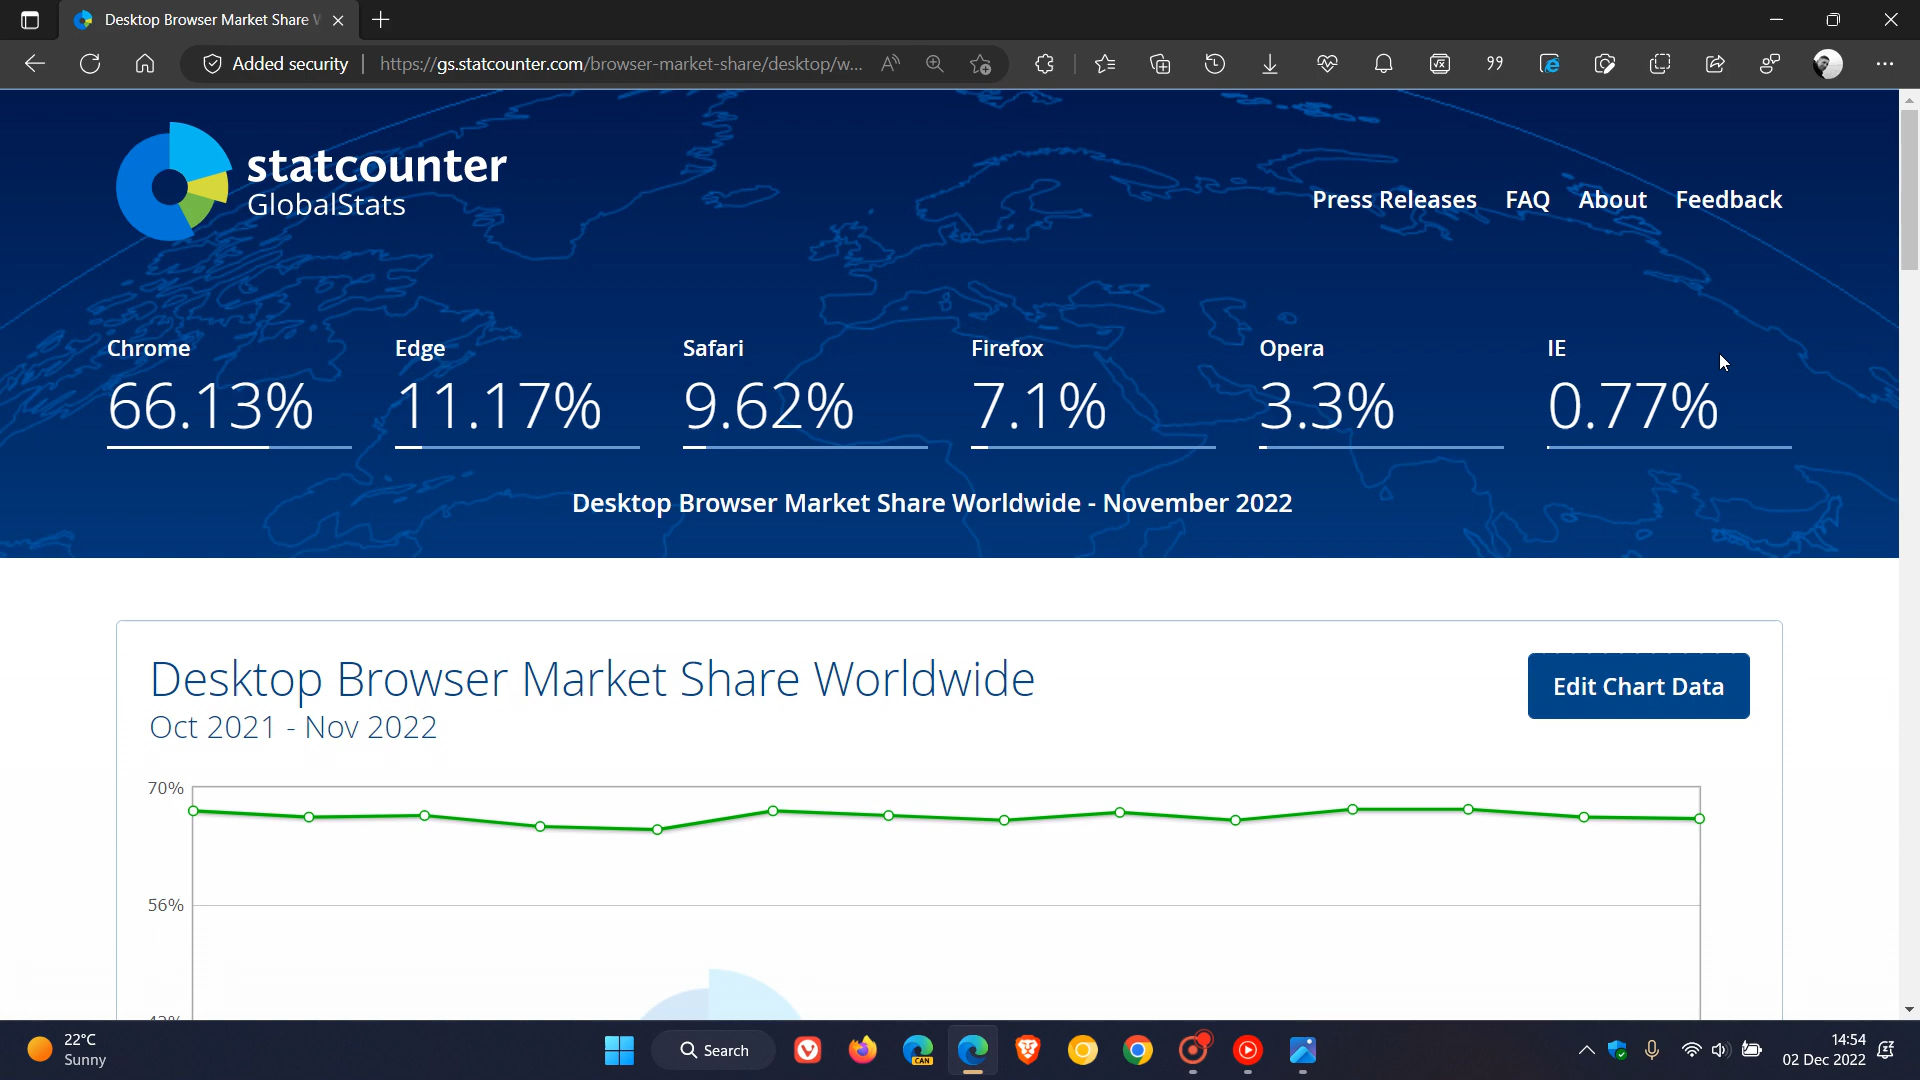 Desktop Browser Market Share
Added security
https://gs.statcounter.com/browser-market-share/desktop/w...
statcounter
GlobalStats
Press Releases FAQ About Feedback
Chrome Edge Safari Firefox Opera IE
66.13% 11.17% 9.62% 7.1% 3.3% 0.77%
Desktop Browser Market Share Worldwide - November 2022
Desktop Browser Market Share Worldwide
Edit Chart Data
Oct 2021 - Nov 2022
70%
56%
22°C
Sunny
Search
CAN
14:54
02 Dec 2022